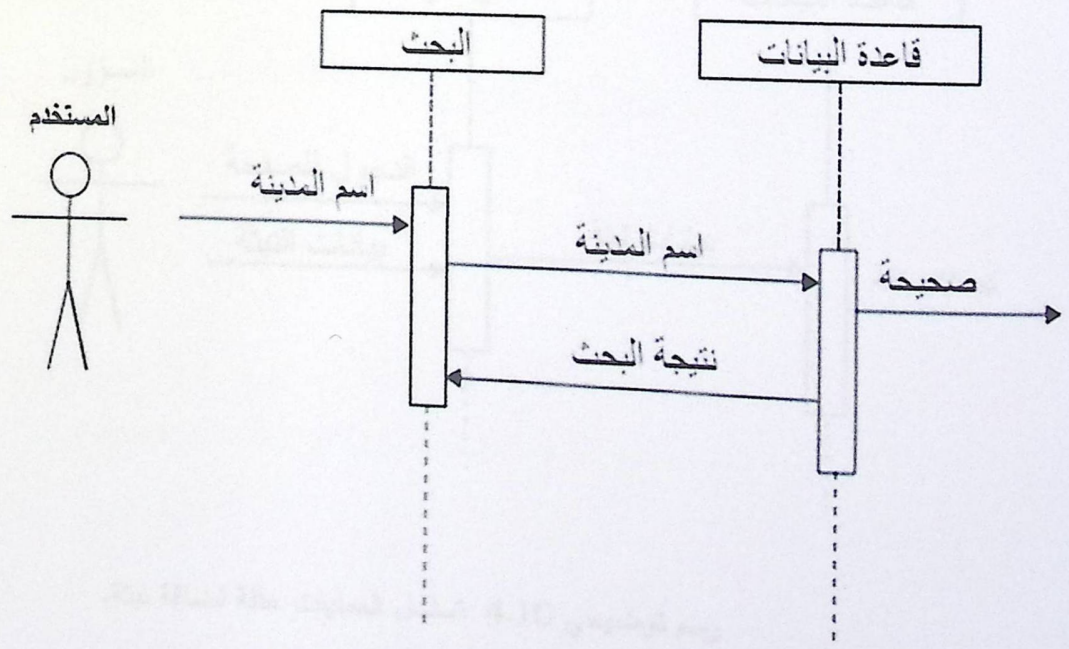 البحث
قاعدة البيانات
المستخدم
اسم المدينة
اسم المدينة
صحيحة
نتيجة البحث